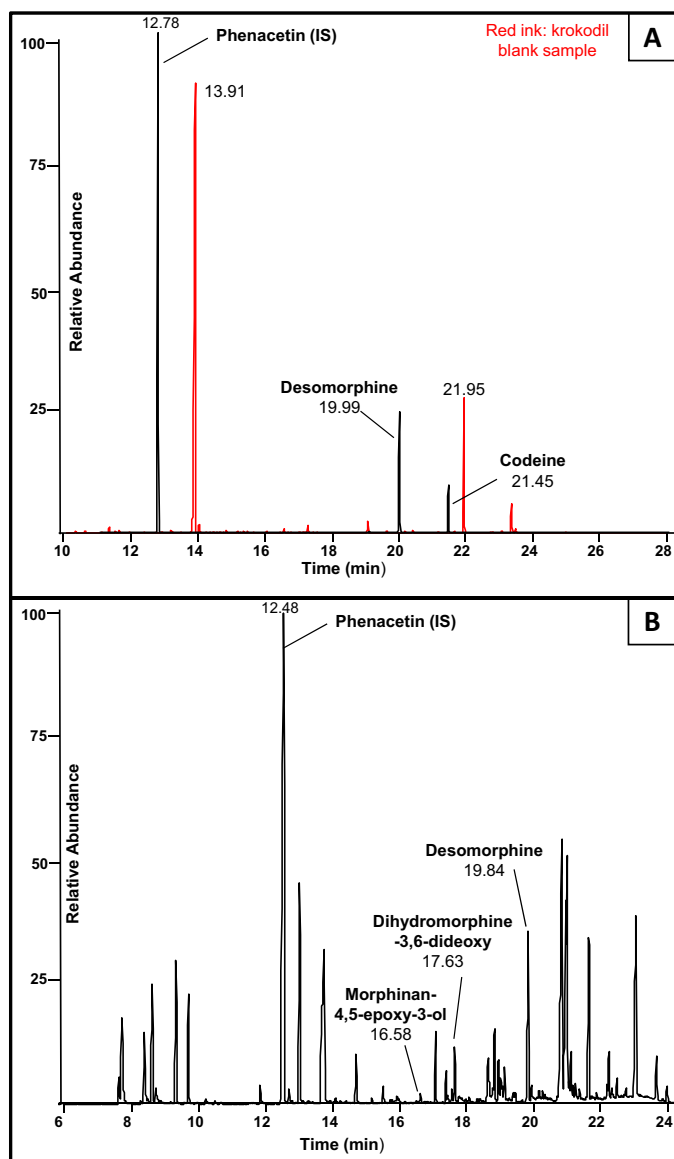 12.78
Phenacetin (IS)
Red ink: krokodil
blank sample
A
100
13.91
75
Relative Abundance
50
Desomorphine
19.99
21.95
25
Codeine
21.45
10 12 14 16 18 20 22 24 26 28
Time (min)
12.48
B
100
Phenacetin (IS)
75
Relative Abundance
Desomorphine
19.84
50
Dihydromorphine
-3,6-dideoxy
17.63
25
Morphinan-
4,5-epoxy-3-ol
16.58
6 8 10 12 14 16 18 20 22 24
Time (min)